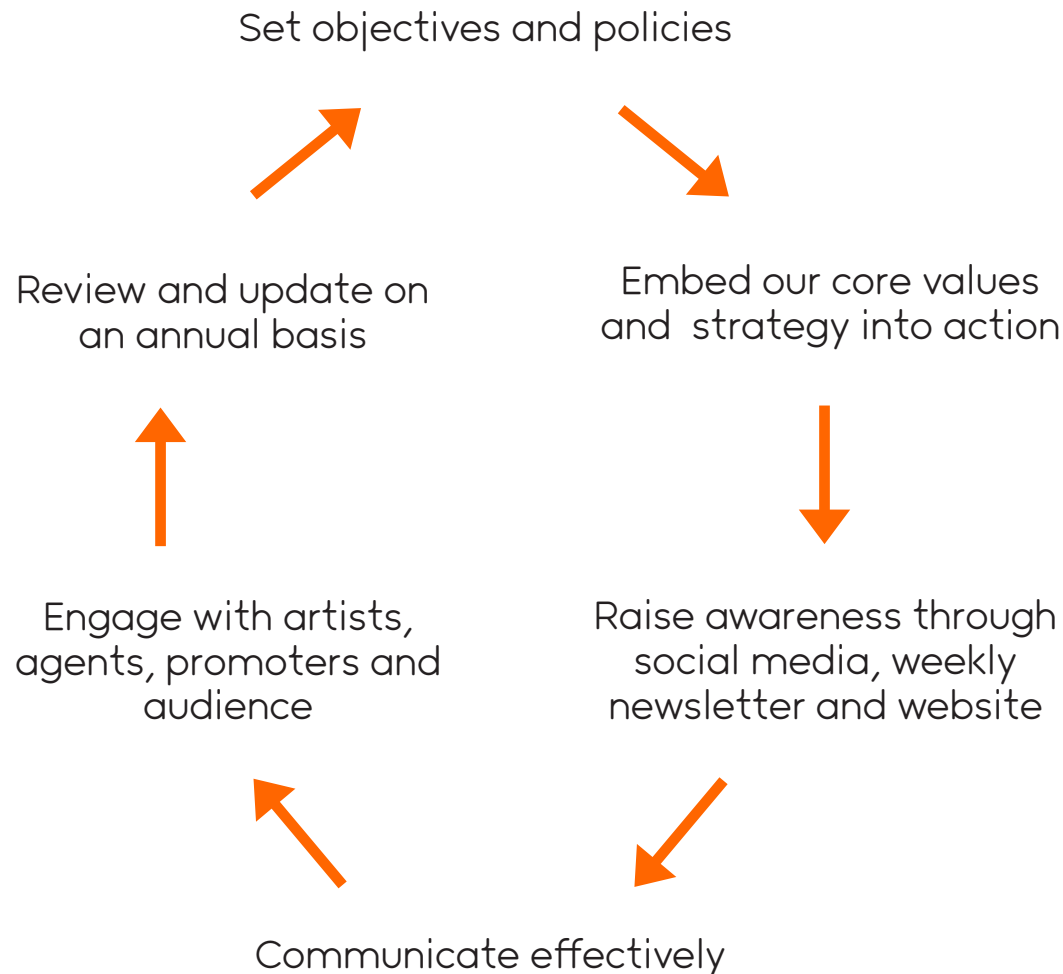 Set objectives and policies
Embed our core values
and strategy into action
Raise awareness through
social media, weekly
newsletter and website
Communicate effectively
Engage with artists,
agents, promoters and
audience
Review and update on
an annual basis